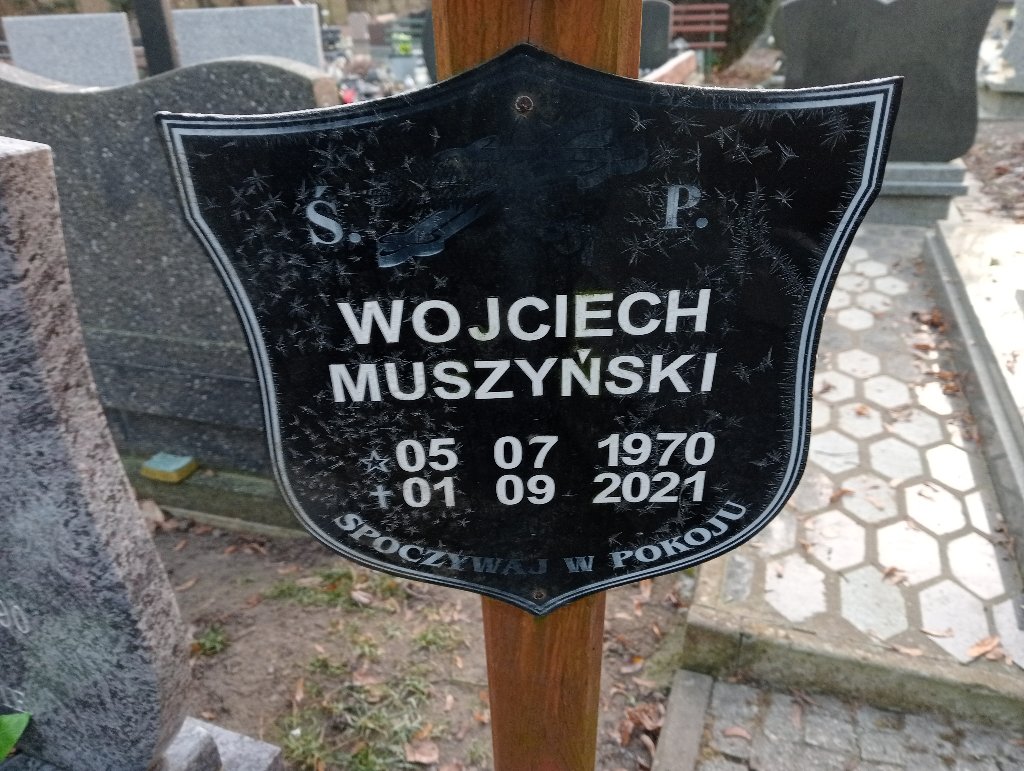 Ś. P.
WOJCIECH
MUSZYŃSKI
☆05 07 1970
✝01 09 2021
SPOCZYWAJ W POKOJU